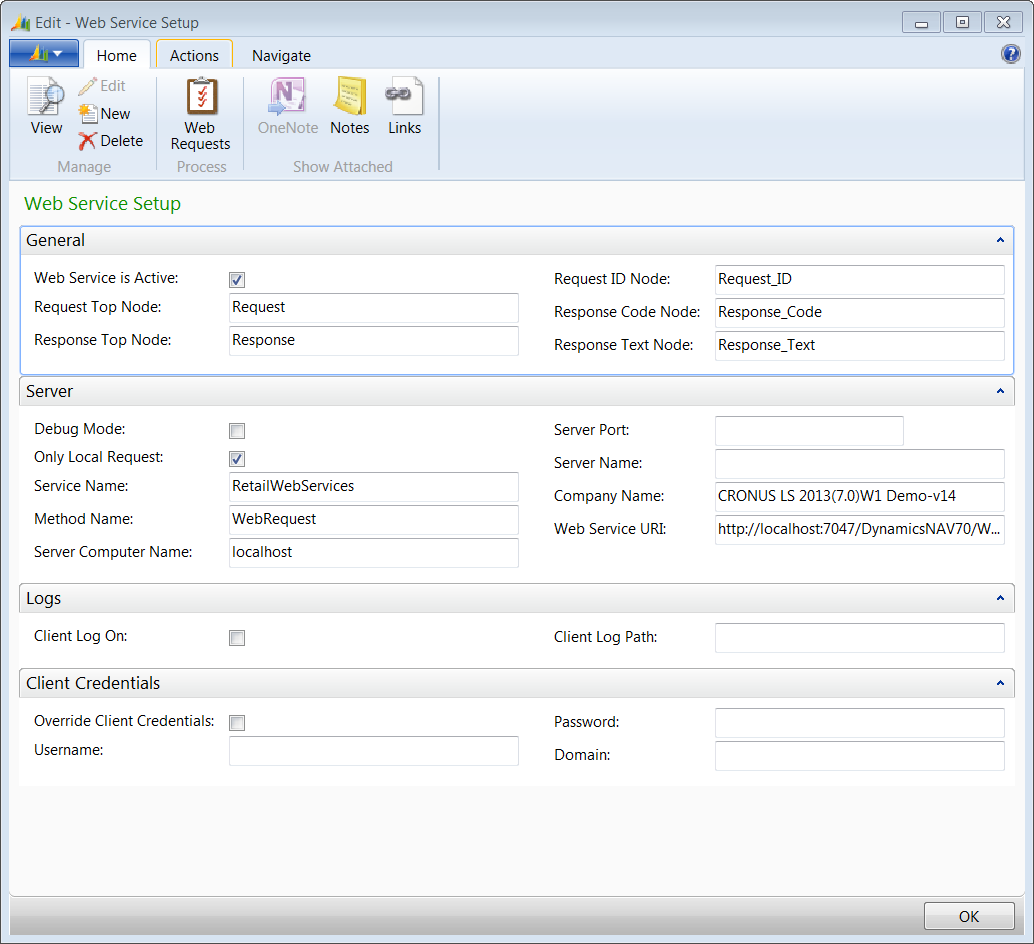 Edit - Web Service Setup
Home Actions Navigate
View
Edit
New
Delete
Manage
Web Requests
Process
OneNote
Notes
Links
Show Attached
Web Service Setup
General
Web Service is Active:
Request Top Node: Request
Response Top Node: Response
Request ID Node: Request_ID
Response Code Node: Response_Code
Response Text Node: Response_Text
Server
Debug Mode:
Only Local Request:
Service Name: RetailWebServices
Method Name: WebRequest
Server Computer Name: localhost
Server Port:
Server Name:
Company Name: CRONUS LS 2013(7.0)W1 Demo-v14
Web Service URI: http://localhost:7047/DynamicsNAV70/W...
Logs
Client Log On:
Client Log Path:
Client Credentials
Override Client Credentials:
Username:
Password:
Domain:
OK